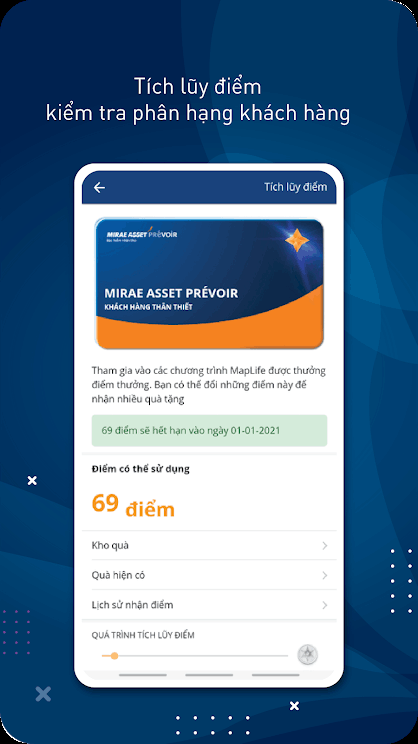 Tích lũy điểm
kiểm tra phân hạng khách hàng
Tích lũy điểm
MIRAE ASSET PRÉVOIR
MIRAE ASSET PRÉVOIR
KHÁCH HÀNG THÂN THIẾT
Tham gia vào các chương trình MapLife được thưởng
điểm thưởng. Bạn có thể đổi những điểm này để
nhận nhiều quà tặng
69 điểm sẽ hết hạn vào ngày 01-01-2021
Điểm có thể sử dụng
69 điểm
Kho quà
Quà hiện có
Lịch sử nhận điểm
QUÁ TRÌNH TÍCH LŨY ĐIỂM